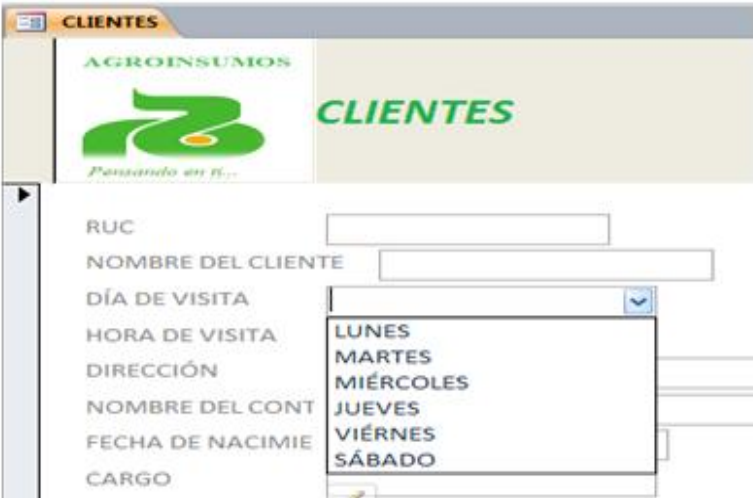 CLIENTES
AGROINSUMOS
CLIENTES
Pensando en ti...
RUC
NOMBRE DEL CLIENTE
DÍA DE VISITA
HORA DE VISITA
DIRECCIÓN
NOMBRE DEL CONT
FECHA DE NACIMIE
CARGO
LUNES
MARTES
MIÉRCOLES
JUEVES
VIÉRNES
SÁBADO